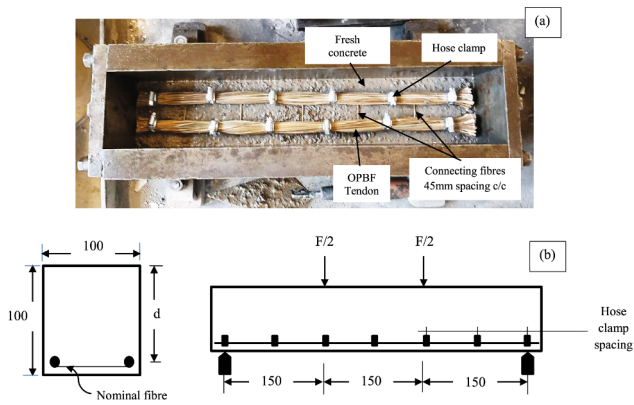 (a)
Fresh
concrete
Hose clamp
OPBF
Tendon
Connecting fibres
45mm spacing c/c
(b)
100
F/2
F/2
100
d
Hose
clamp
spacing
150
150
150
Nominal fibre